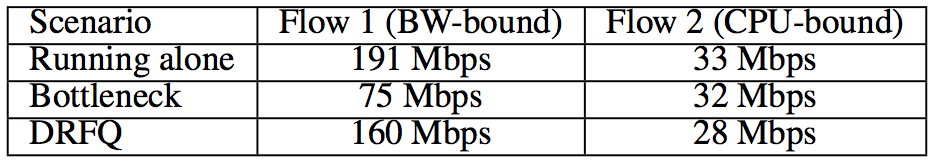 Scenario Flow 1 (BW-bound) Flow 2 (CPU-bound)
Running alone 191 Mbps 33 Mbps
Bottleneck 75 Mbps 32 Mbps
DRFQ 160 Mbps 28 Mbps